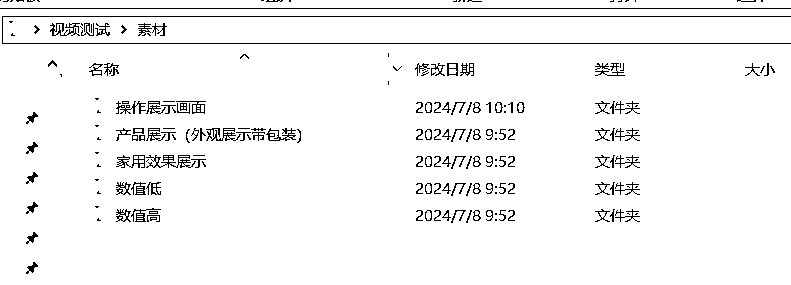 视频测试 > 素材
名称 修改日期 类型 大小
操作展示画面 2024/7/8 10:10 文件夹
产品展示（外观展示带包装） 2024/7/8 9:52 文件夹
家用效果展示 2024/7/8 9:52 文件夹
数值低 2024/7/8 9:52 文件夹
数值高 2024/7/8 9:52 文件夹